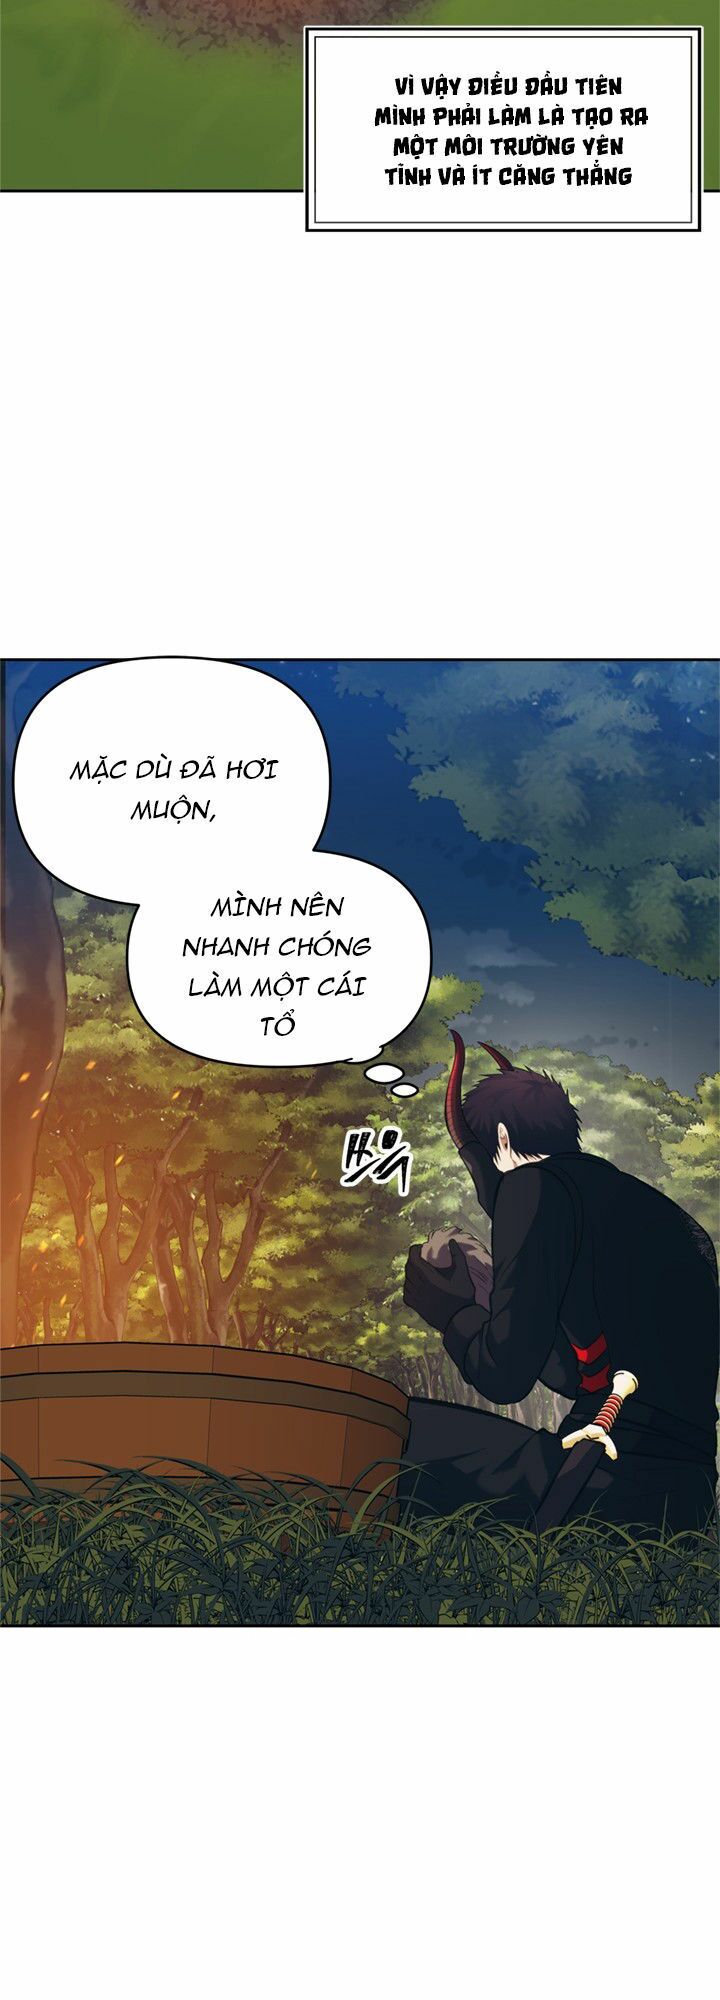 VÌ VẬY ĐIỀU ĐẦU TIÊN
MÌNH PHẢI LÀM LÀ TẠO RA
MỘT MÔI TRƯỜNG YÊN
TĨNH VÀ ÍT CĂNG THẲNG
MẶC DÙ ĐÃ HƠI
MUỘN,
MÌNH NÊN
NHANH CHÓNG
LÀM MỘT CÁI
TỔ